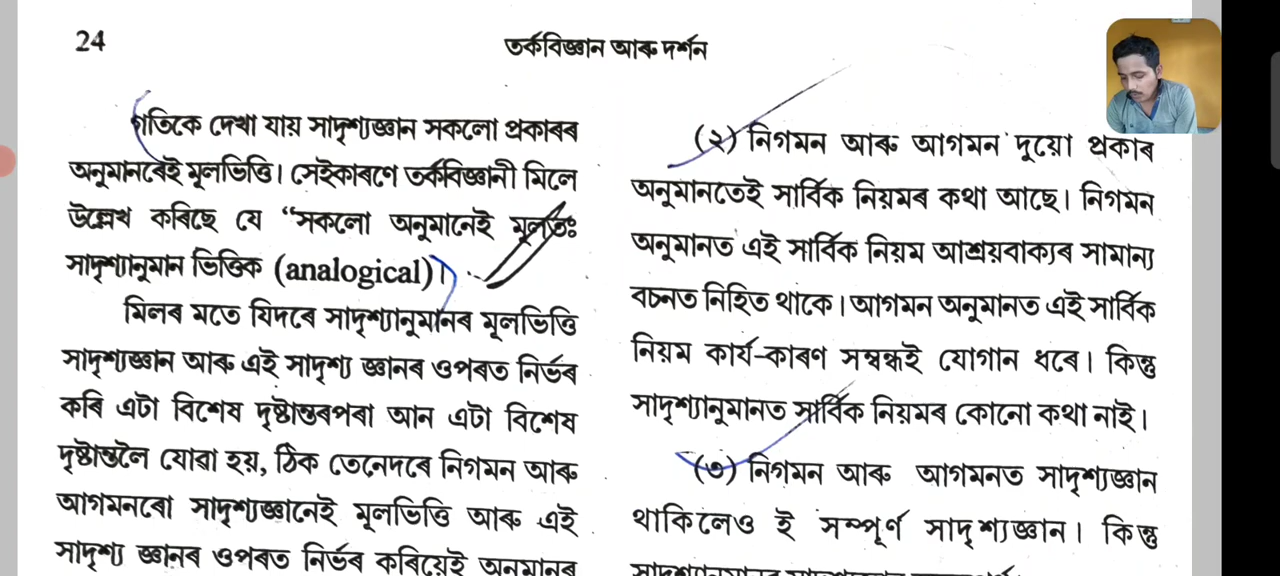 24
তৰ্কবিজ্ঞান আৰু দৰ্শন
গতিকে দেখা যায় সাদৃশ্যজ্ঞান সকলো প্ৰকাৰৰ
অনুমানৰেই মূলভিত্তি। সেইকাৰণে তৰ্কবিজ্ঞানী মিলে
উল্লেখ কৰিছে যে “সকলো অনুমানেই মূলতঃ
সাদৃশ্যানুমান ভিত্তিক (analogical)।
মিলৰ মতে যিদৰে সাদৃশ্যানুমানৰ মূলভিত্তি
সাদৃশ্যজ্ঞান আৰু এই সাদৃশ্য জ্ঞানৰ ওপৰত নিৰ্ভৰ
কৰি এটা বিশেষ দৃষ্টান্তৰপৰা আন এটা বিশেষ
দৃষ্টান্তলৈ যোৱা হয়, ঠিক তেনেদৰে নিগমন আৰু
আগমনৰো সাদৃশ্যজ্ঞানেই মূলভিত্তি আৰু এই
সাদৃশ্য জ্ঞানৰ ওপৰত নিৰ্ভৰ কৰিয়েই অনুমানৰ
(২) নিগমন আৰু আগমন দুয়ো প্ৰকাৰ
অনুমানতেই সাৰ্বিক নিয়মৰ কথা আছে। নিগমন
অনুমানত এই সাৰ্বিক নিয়ম আশ্ৰয়বাক্যৰ সামান্য
বচনত নিহিত থাকে। আগমন অনুমানত এই সাৰ্বিক
নিয়ম কাৰ্য-কাৰণ সম্বন্ধই যোগান ধৰে। কিন্তু
সাদৃশ্যানুমানত সাৰ্বিক নিয়মৰ কোনো কথা নাই।
(৩) নিগমন আৰু আগমনত সাদৃশ্যজ্ঞান
থাকিলেও ই সম্পূৰ্ণ সাদৃশ্যজ্ঞান। কিন্তু